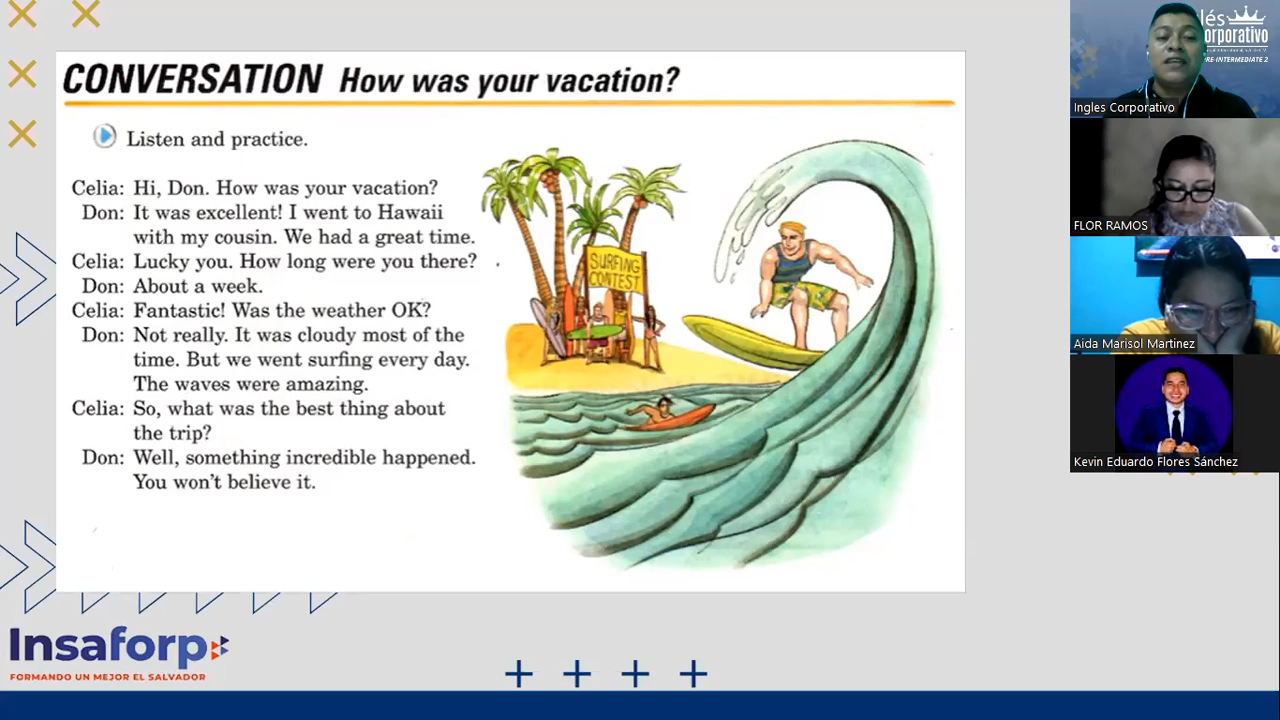 CONVERSATION How was your vacation?
Listen and practice.
Celia: Hi, Don. How was your vacation?
Don: It was excellent! I went to Hawaii
with my cousin. We had a great time.
Celia: Lucky you. How long were you there?
Don: About a week.
Celia: Fantastic! Was the weather OK?
Don: Not really. It was cloudy most of the
time. But we went surfing every day.
The waves were amazing.
Celia: So, what was the best thing about
the trip?
Don: Well, something incredible happened.
You won't believe it.
SURFING
CONTEST
Insaforp
FORMANDO UN MEJOR EL SALVADOR
lés
orporativo
RE-INTERMEDIATE 2
Ingles Corporativo
FLOR RAMOS
Aida Marisol Martinez
Kevin Eduardo Flores Sánchez